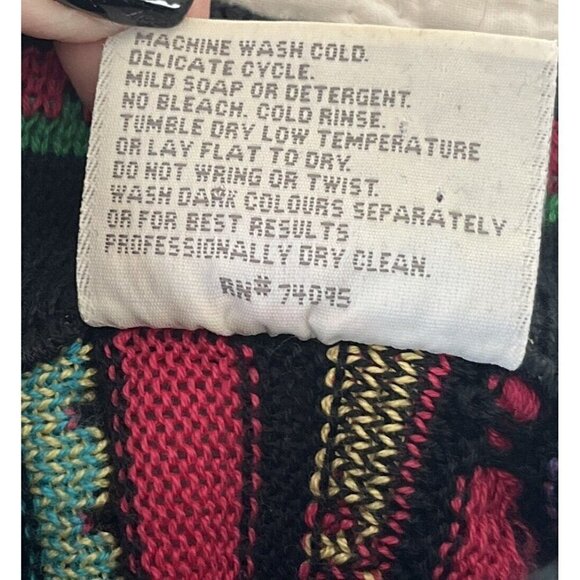 MACHINE WASH COLD.
DELICATE CYCLE.
MILD SOAP OR DETERGENT.
NO BLEACH. COLD RINSE.
TUMBLE DRY LOW TEMPERATURE
OR LAY FLAT TO DRY.
DO NOT WRING OR TWIST.
WASH DARK COLOURS SEPARATELY
OR FOR BEST RESULTS
PROFESSIONALLY DRY CLEAN.
RN# 74095